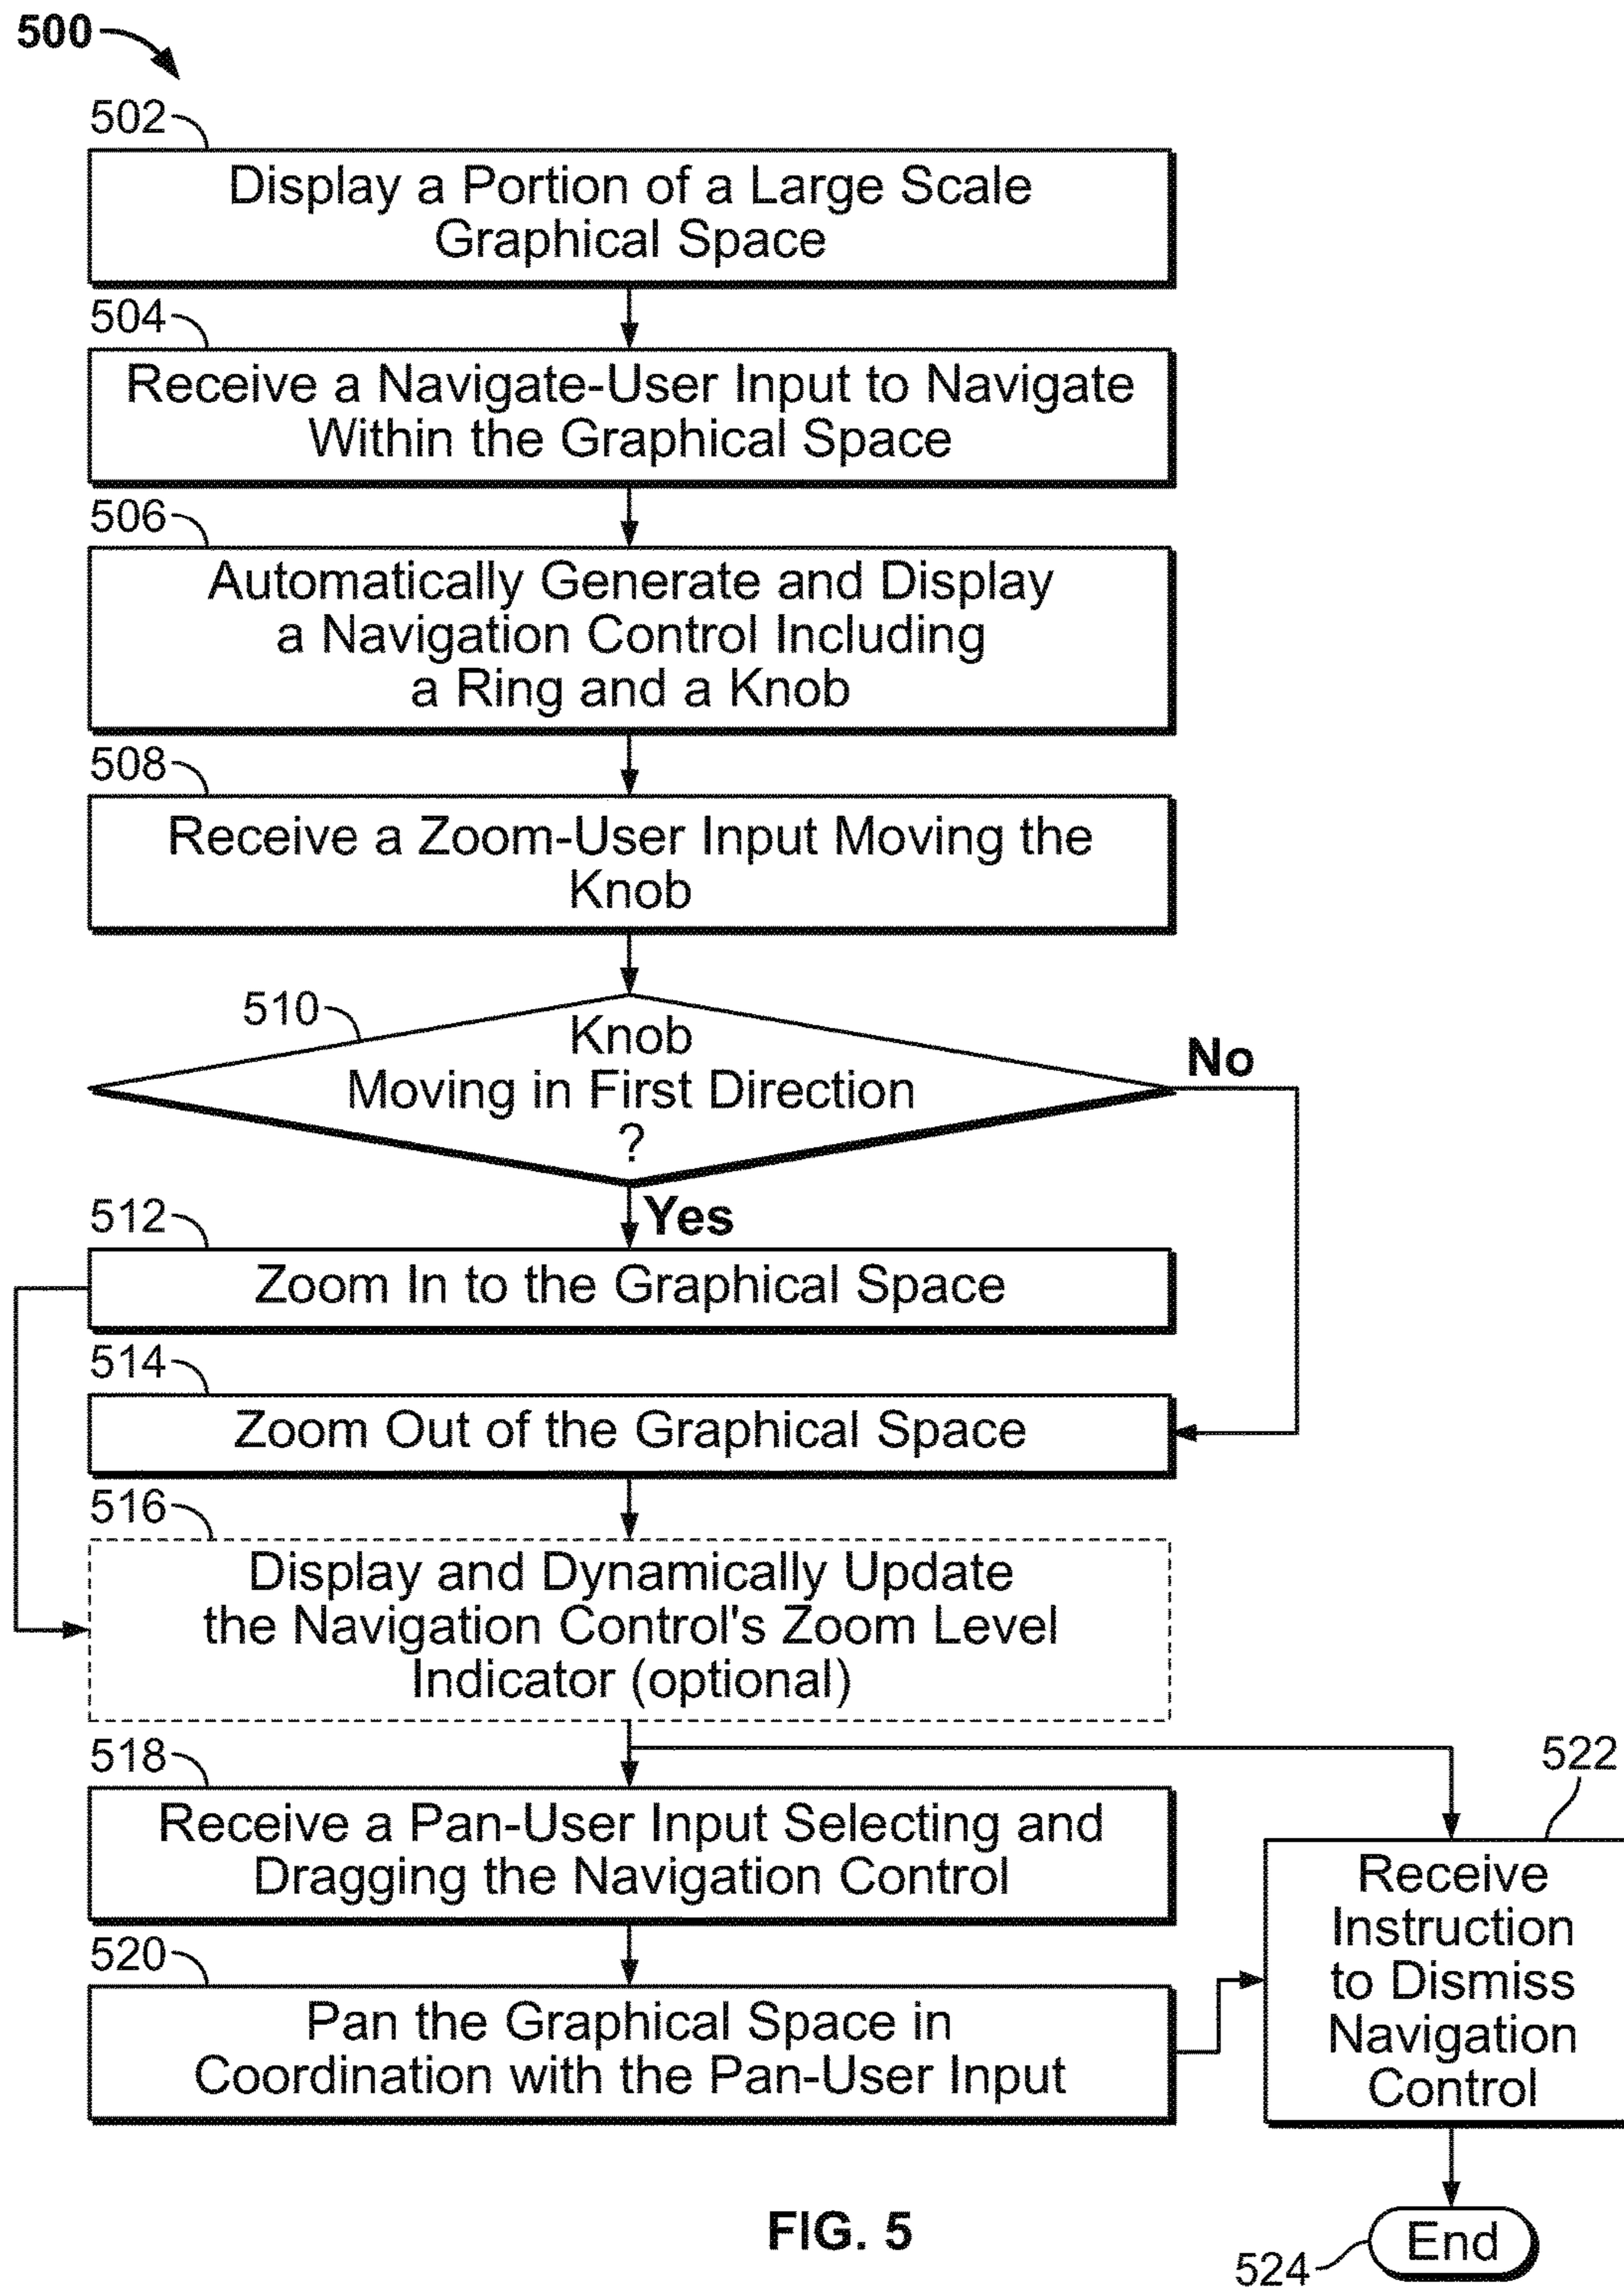 500
502
Display a Portion of a Large Scale
Graphical Space
504
Receive a Navigate-User Input to Navigate
Within the Graphical Space
506
Automatically Generate and Display
a Navigation Control Including
a Ring and a Knob
508
Receive a Zoom-User Input Moving the
Knob
510
Knob
Moving in First Direction
?
No
Yes
512
Zoom In to the Graphical Space
514
Zoom Out of the Graphical Space
516
Display and Dynamically Update
the Navigation Control's Zoom Level
Indicator (optional)
518
Receive a Pan-User Input Selecting and
Dragging the Navigation Control
520
Pan the Graphical Space in
Coordination with the Pan-User Input
522
Receive
Instruction
to Dismiss
Navigation
Control
End
524
FIG. 5